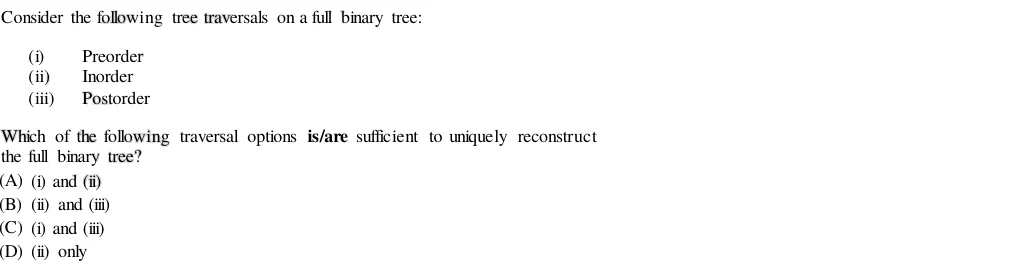 Consider the following tree traversals on a full binary tree:
(i) Preorder
(ii) Inorder
(iii) Postorder
Which of the following traversal options is/are sufficient to uniquely reconstruct
the full binary tree?
(A) (i) and (ii)
(B) (ii) and (iii)
(C) (i) and (iii)
(D) (ii) only